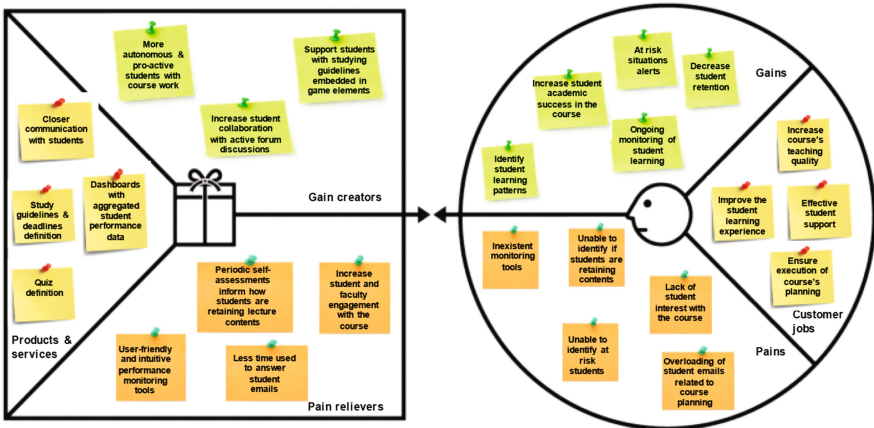 More
autonomous &
pro-active
students with
course work
Support students
with studying
guidelines
embedded in
game elements
Increase student
collaboration
with active forum
discussions
Gain creators
Closer
communication
with students
Study
guidelines &
deadlines
definition
Dashboards
with
aggregated
student
performance
data
Quiz
definition
Products &
services
Periodic self-
assessments
inform how
students are
retaining lecture
contents
Increase
student and
faculty
engagement
with the
course
User-friendly
and intuitive
performance
monitoring
tools
Less time used
to answer
student
emails
Pain relievers
At risk
situations
alerts
Decrease
student
retention
Increase student
academic
success in the
course
Ongoing
monitoring of
student
learning
Identify
student
learning
patterns
Gains
Increase
course's
teaching
quality
Improve the
student
learning
experience
Effective
student
support
Ensure
execution of
course's
planning
Customer
jobs
Inexistent
monitoring
tools
Unable to
identify if
students are
retaining
contents
Lack of
student
interest with
the course
Unable to
identify at
risk
students
Overloading of
student emails
related to
course
planning
Pains